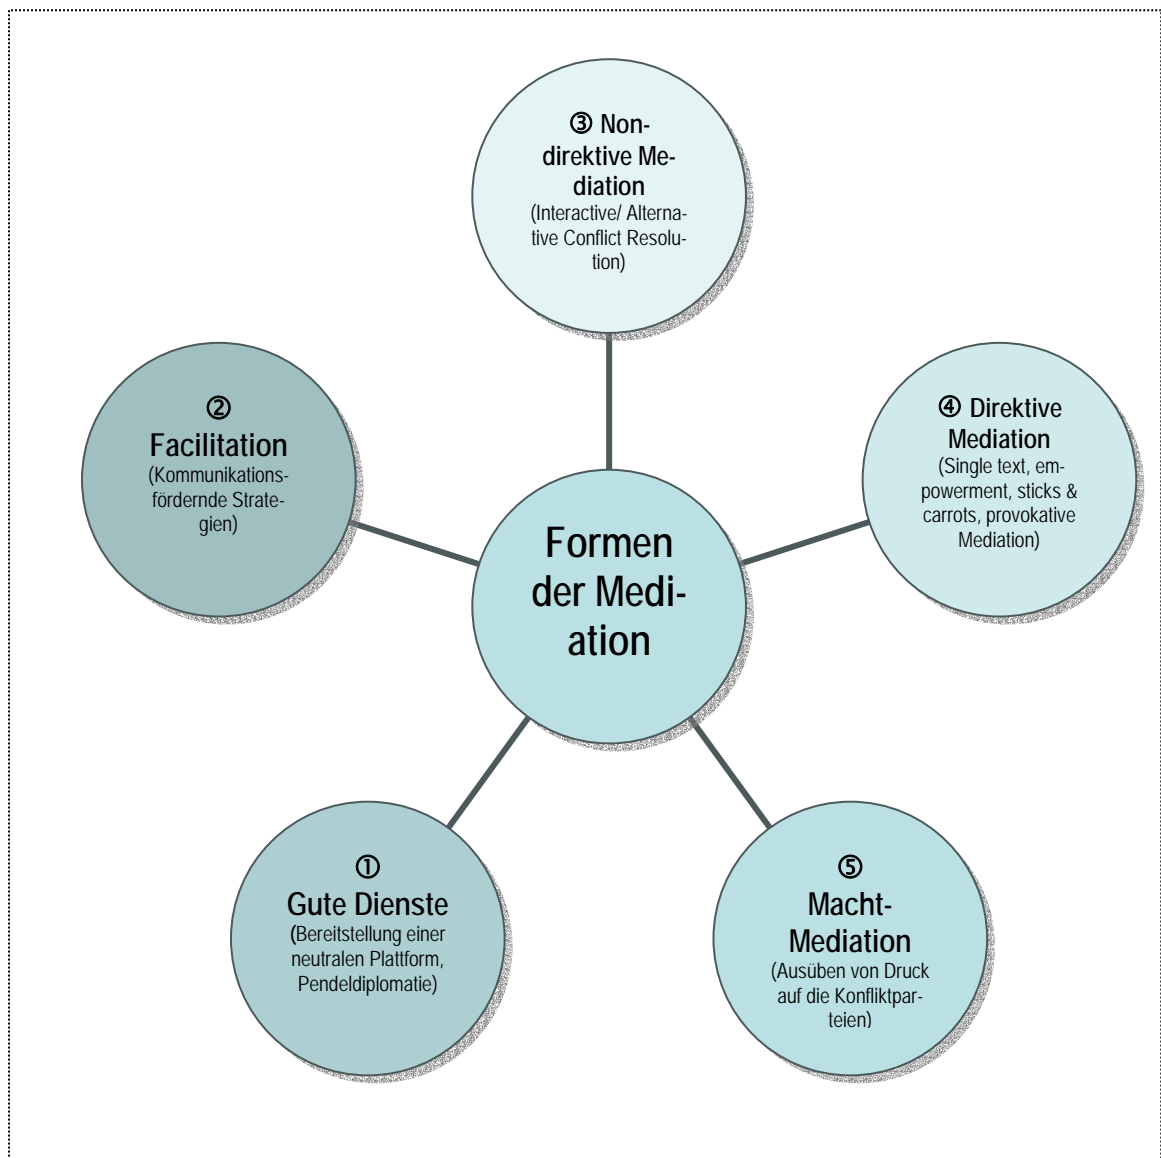 ③ Non-
direktive Me-
diation
(Interactive/ Alterna-
tive Conflict Resolu-
tion)
②
Facilitation
(Kommunikations-
fördernde Strate-
gien)
④ Direktive
Mediation
(Single text, em-
powerment, sticks &
carrots, provokative
Mediation)
Formen
der Medi-
ation
①
Gute Dienste
(Bereitstellung einer
neutralen Plattform,
Pendeldiplomatie)
⑤
Macht-
Mediation
(Ausüben von Druck
auf die Konfliktpar-
teien)